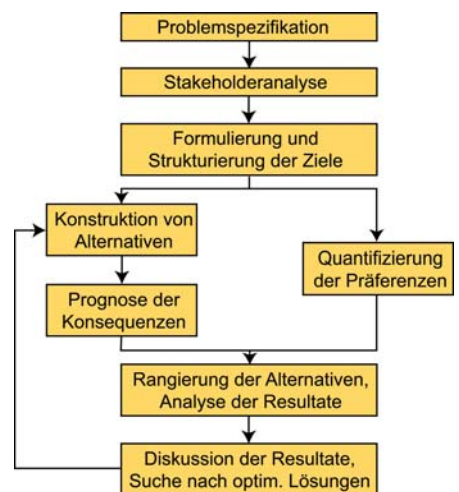 Problemspezifikation
Stakeholderanalyse
Formulierung und
Strukturierung der Ziele
Konstruktion von
Alternativen
Quantifizierung
der Präferenzen
Prognose der
Konsequenzen
Rangierung der Alternativen,
Analyse der Resultate
Diskussion der Resultate,
Suche nach optim. Lösungen